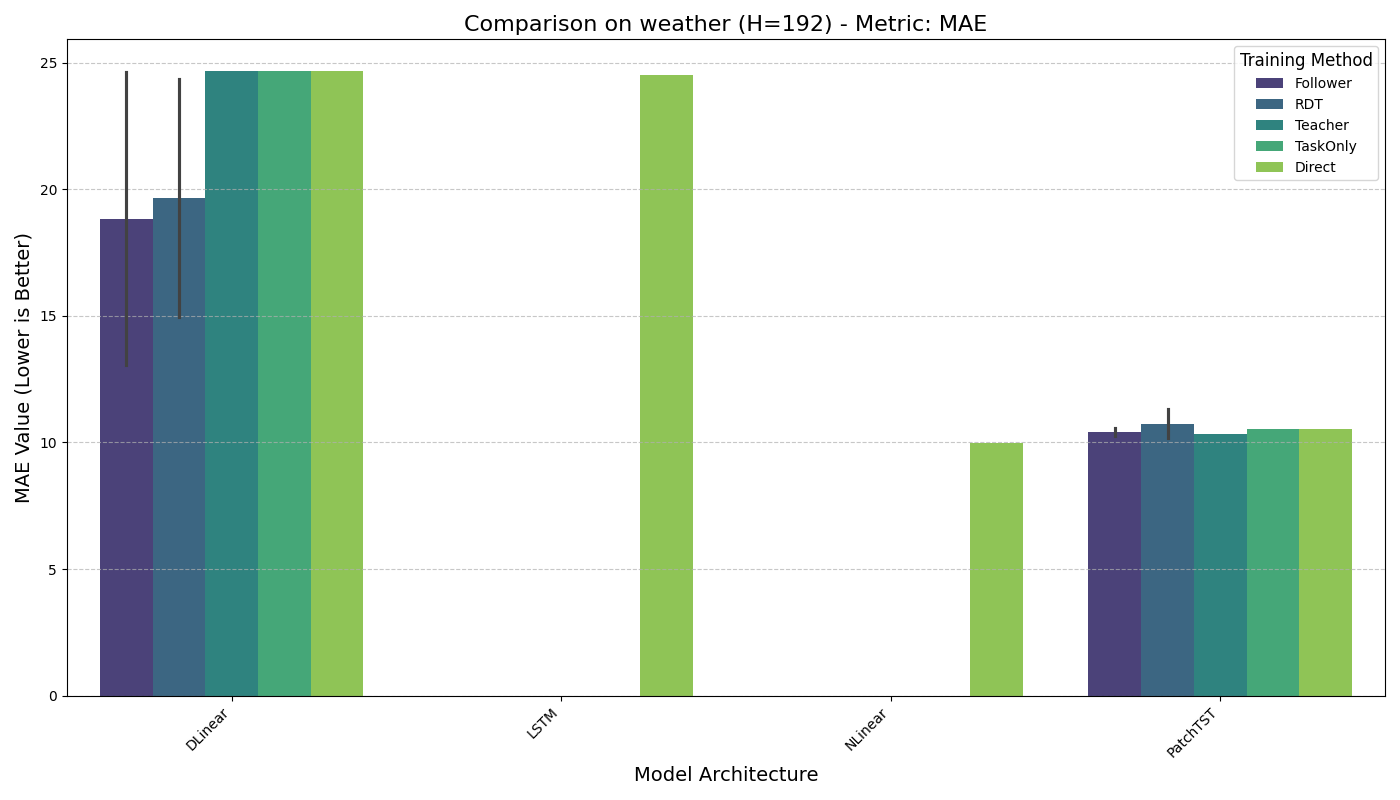 Comparison on weather (H=192) - Metric: MAE
Training Method
Follower
RDT
Teacher
TaskOnly
Direct
MAE Value (Lower is Better)
25
20
15
10
5
0
DLinear
LSTM
NLinear
PatchTST
Model Architecture